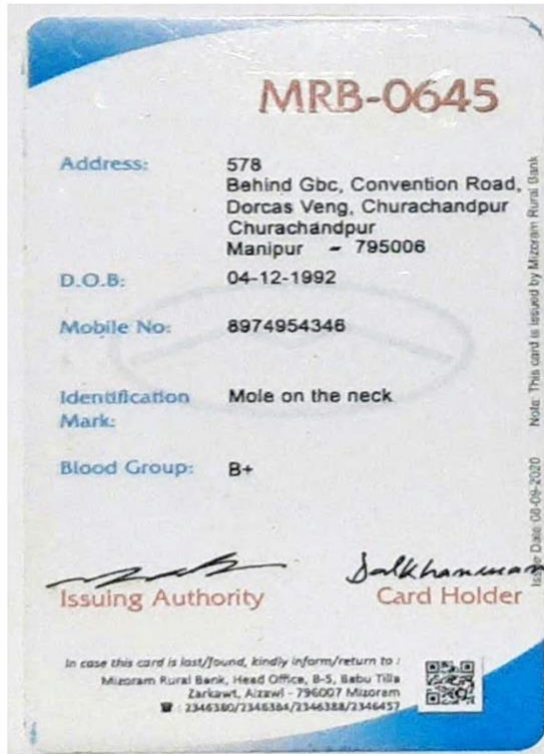 MRB-0645
Address: 578
Behind Gbc, Convention Road,
Dorcas Veng, Churachandpur
Churachandpur
Manipur - 795006
D.O.B: 04-12-1992
Mobile No: 8974954346
Identification Mole on the neck
Mark:
Blood Group: B+
Issuing Authority
Card Holder
In case this card is lost/found, kindly inform/return to :
Mizoram Rural Bank, Head Office, B-5, Babu Tilla
Zarkawt, Aizawl - 796007 Mizoram
☎ : 2346380/2346384/2346388/2346457
Issue Date: 08-09-2020 Note: This card is issued by Mizoram Rural Bank